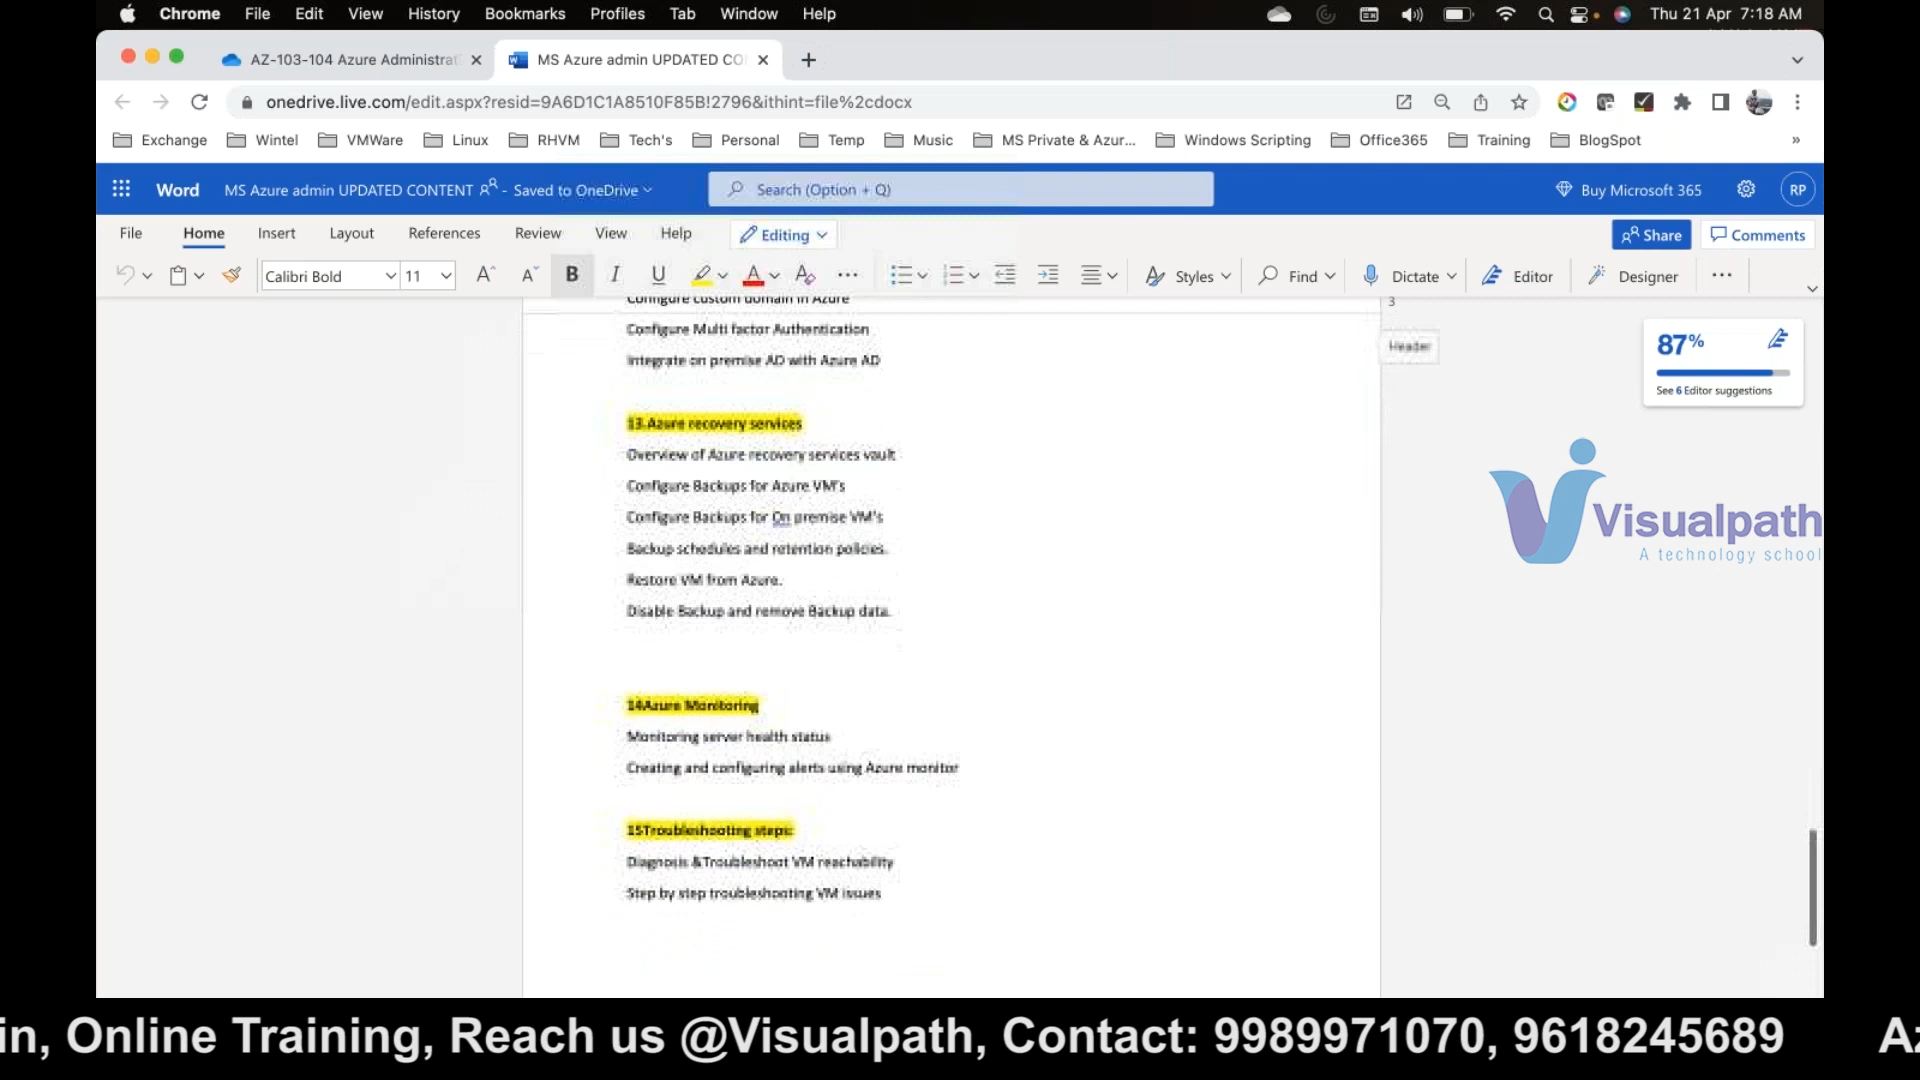 Chrome File Edit View History Bookmarks Profiles Tab Window Help Thu 21 Apr 7:18 AM
AZ-103-104 Azure Administrat MS Azure admin UPDATED CO
onedrive.live.com/edit.aspx?resid=9A6D1C1A8510F85B!2796&ithint=file%2cdocx
Exchange Wintel VMWare Linux RHVM Tech's Personal Temp Music MS Private & Azur... Windows Scripting Office365 Training BlogSpot »
Word MS Azure admin UPDATED CONTENT - Saved to OneDrive Search (Option + Q) Buy Microsoft 365 RP
File Home Insert Layout References Review View Help Editing Share Comments
Calibri Bold 11 A A B I U A A ... Styles Find Dictate Editor Designer ...
Configure custom domain in Azure
3
Configure Multi factor Authentication
Header
Integrate on premise AD with Azure AD
87%
See 6 Editor suggestions
13.Azure recovery services
Overview of Azure recovery services vault
Configure Backups for Azure VM's
Configure Backups for On premise VM's
Backup schedules and retention policies.
Restore VM from Azure.
Disable Backup and remove Backup data.
Visualpath
A technology school
14Azure Monitoring
Monitoring server health status
Creating and configuring alerts using Azure monitor
15Troubleshooting steps:
Diagnosis &Troubleshoot VM reachability
Step by step troubleshooting VM issues
in, Online Training, Reach us @Visualpath, Contact: 9989971070, 9618245689 Az